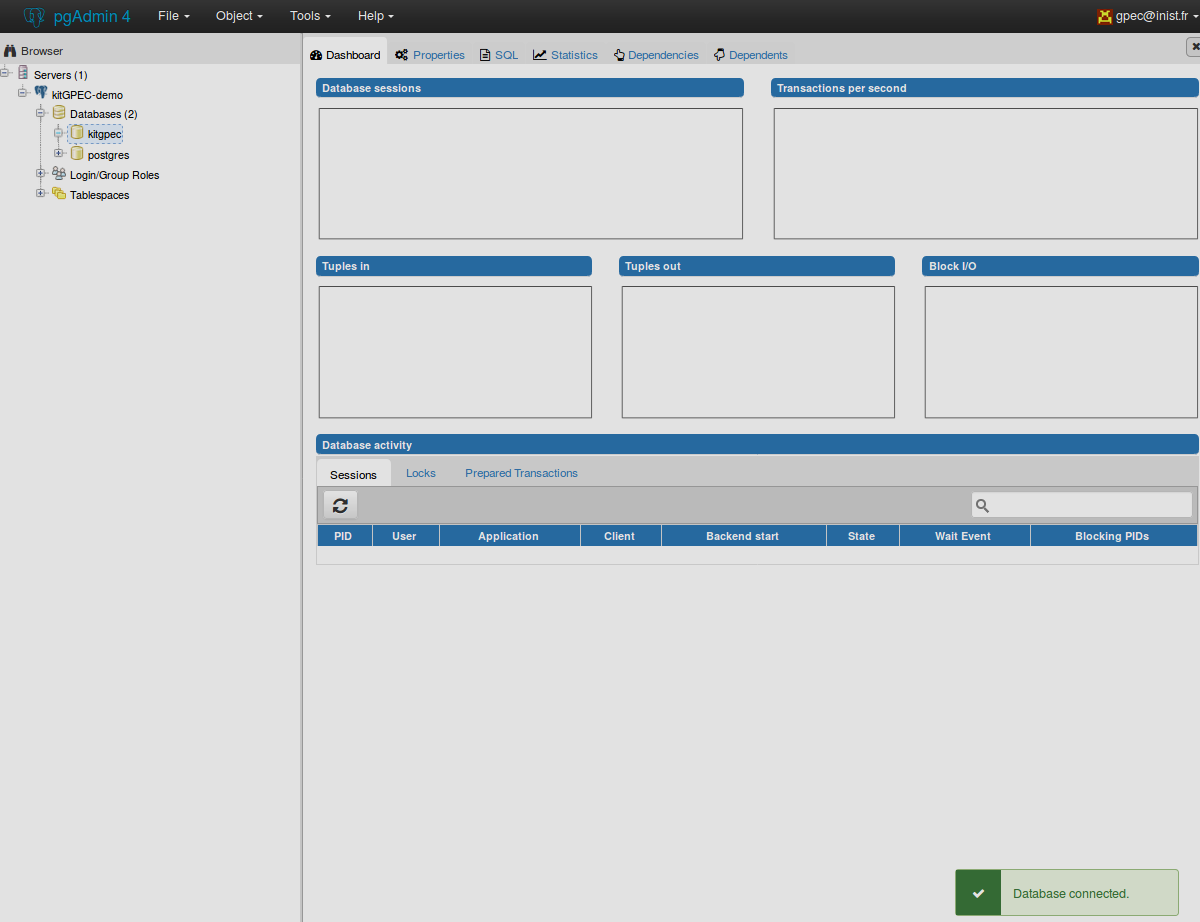 pgAdmin 4 File Object Tools Help gpec@inist.fr
Browser
Servers (1)
kitGPEC-demo
Databases (2)
kitgpec
postgres
Login/Group Roles
Tablespaces
Dashboard Properties SQL Statistics Dependencies Dependents
Database sessions Transactions per second
Tuples in Tuples out Block I/O
Database activity
Sessions Locks Prepared Transactions
PID User Application Client Backend start State Wait Event Blocking PIDs
Database connected.